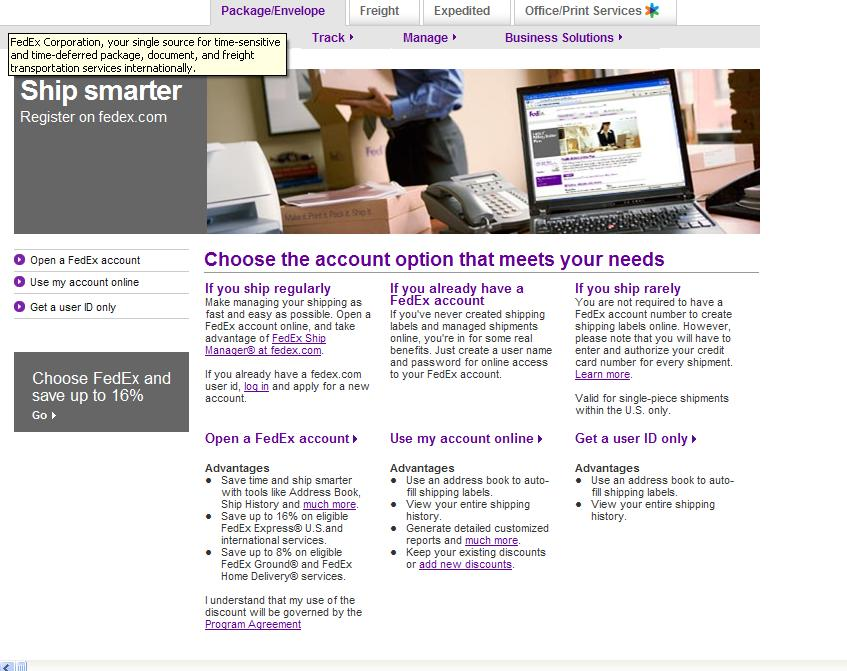 Package/Envelope
Freight
Expedited
Office/Print Services
Track
Manage
Business Solutions
FedEx Corporation, your single source for time-sensitive
and time-deferred package, document, and freight
transportation services internationally.
Ship smarter
Register on fedex.com
FedEx
Fed
Make it. Print it. Pack it. Ship it.
Open a FedEx account
Use my account online
Get a user ID only
Choose FedEx and
save up to 16%
Go
Choose the account option that meets your needs
If you ship regularly
Make managing your shipping as
fast and easy as possible. Open a
FedEx account online, and take
advantage of FedEx Ship
Manager® at fedex.com.
If you already have a fedex.com
user id, log in and apply for a new
account.
Open a FedEx account
Advantages
● Save time and ship smarter
with tools like Address Book,
Ship History and much more.
● Save up to 16% on eligible
FedEx Express® U.S.and
international services.
● Save up to 8% on eligible
FedEx Ground® and FedEx
Home Delivery® services.
I understand that my use of the
discount will be governed by the
Program Agreement
If you already have a
FedEx account
If you've never created shipping
labels and managed shipments
online, you're in for some real
benefits. Just create a user name
and password for online access
to your FedEx account.
Use my account online
Advantages
● Use an address book to auto-
fill shipping labels.
● View your entire shipping
history.
● Generate detailed customized
reports and much more.
● Keep your existing discounts
or add new discounts.
If you ship rarely
You are not required to have a
FedEx account number to create
shipping labels online. However,
please note that you will have to
enter and authorize your credit
card number for every shipment.
Learn more.
Valid for single-piece shipments
within the U.S. only.
Get a user ID only
Advantages
● Use an address book to auto-
fill shipping labels.
● View your entire shipping
history.